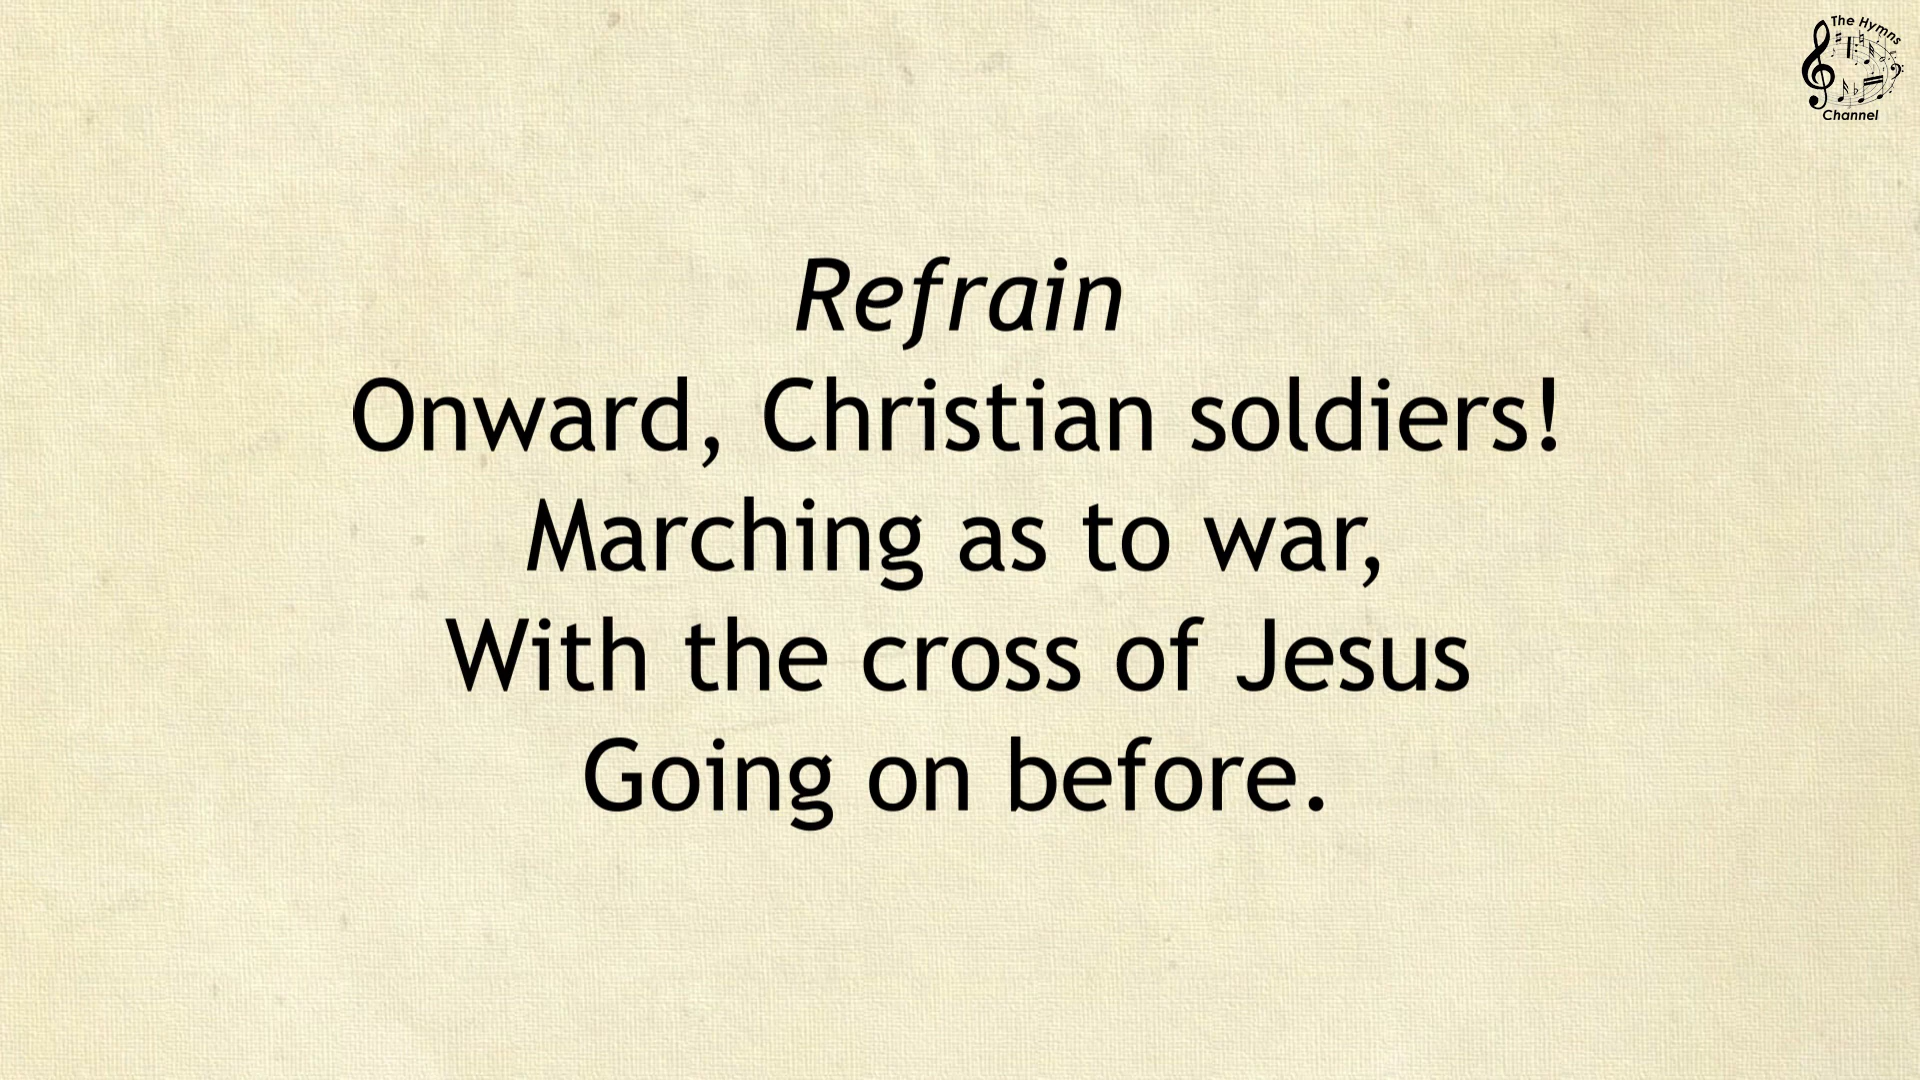 The Hymns
Channel
Refrain
Onward, Christian soldiers!
Marching as to war,
With the cross of Jesus
Going on before.